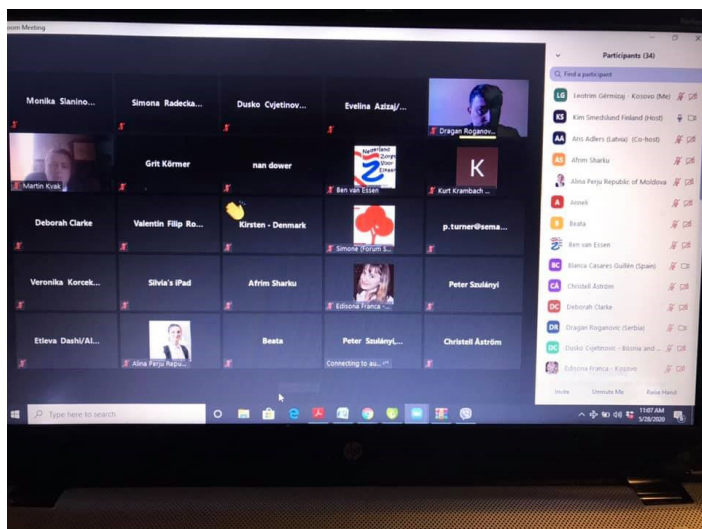 Zoom Meeting
Participants (34)
Find a participant
Monika Slanino...
Simona Radecka...
Dusko Cvjetinov...
Evelina Azizaj/...
Dragan Roganov...
Martin Kvak
Grit Körmer
nan dower
Nederland
Zorgt
Voor
Elkaar
Ben van Essen
K
Kurt Krambach ...
Deborah Clarke
Valentin Filip Ro...
Kirsten - Denmark
Simone (Forum S...
p.turner@sema...
Veronika Korcek...
Silvia's iPad
Afrim Sharku
Edisona Franca -...
Peter Szulányi
Etleva Dashi/Al...
Alina Perju Repu...
Beata
Peter Szulányi,...
Connecting to au...
Christell Åström
LG Leotrim Gërmizaj - Kosovo (Me)
KS Kim Smedslund Finland (Host)
AA Aris Adlers (Latvia) (Co-host)
AS Afrim Sharku
Alina Perju Republic of Moldova
A Anneli
B Beata
Ben van Essen
BC Blanca Casares Guillén (Spain)
CÅ Christell Åström
DC Deborah Clarke
DR Dragan Roganovic (Serbia)
DC Dusko Cvjetinovic - Bosnia and ...
Edisona Franca - Kosovo
Invite
Unmute Me
Raise Hand
Type here to search
11:07 AM
5/28/2020
hp